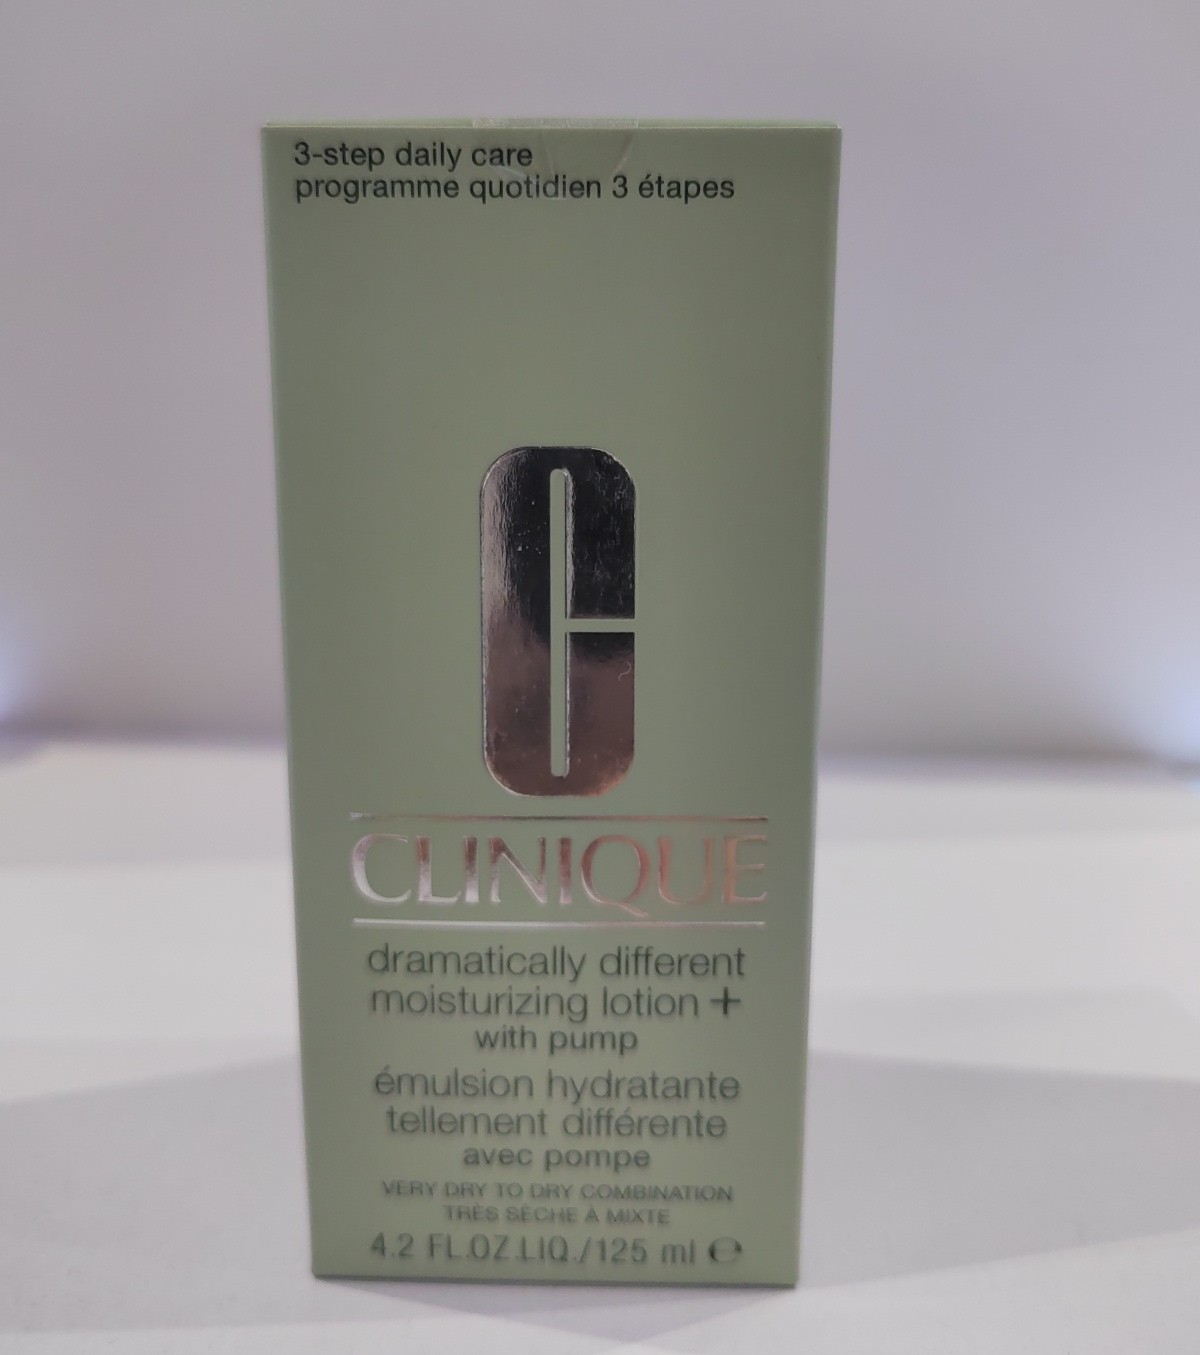 3-step daily care
programme quotidien 3 étapes
CLINIQUE
dramatically different
moisturizing lotion +
with pump
émulsion hydratante
tellement différente
avec pompe
VERY DRY TO DRY COMBINATION
TRÈS SÈCHE À MIXTE
4.2 FL.OZ.LIQ./125 ml ℮